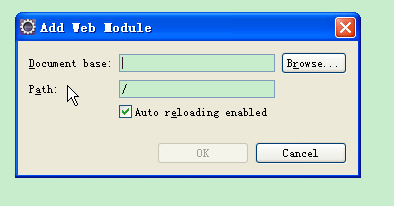 Add Web Module
Document base: Browse...
Path: /
Auto reloading enabled
OK Cancel